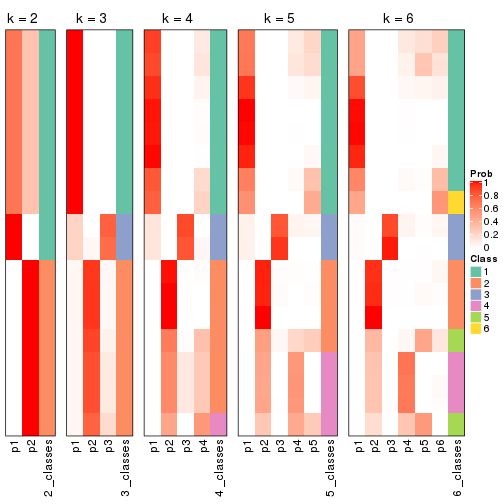 k = 2
k = 3
k = 4
k = 5
k = 6
p1
p2
2_classes
p1
p2
p3
3_classes
p1
p2
p3
p4
4_classes
p1
p2
p3
p4
p5
5_classes
p1
p2
p3
p4
p5
p6
6_classes
Prob
1
0.8
0.6
0.4
0.2
0
Class
1
2
3
4
5
6